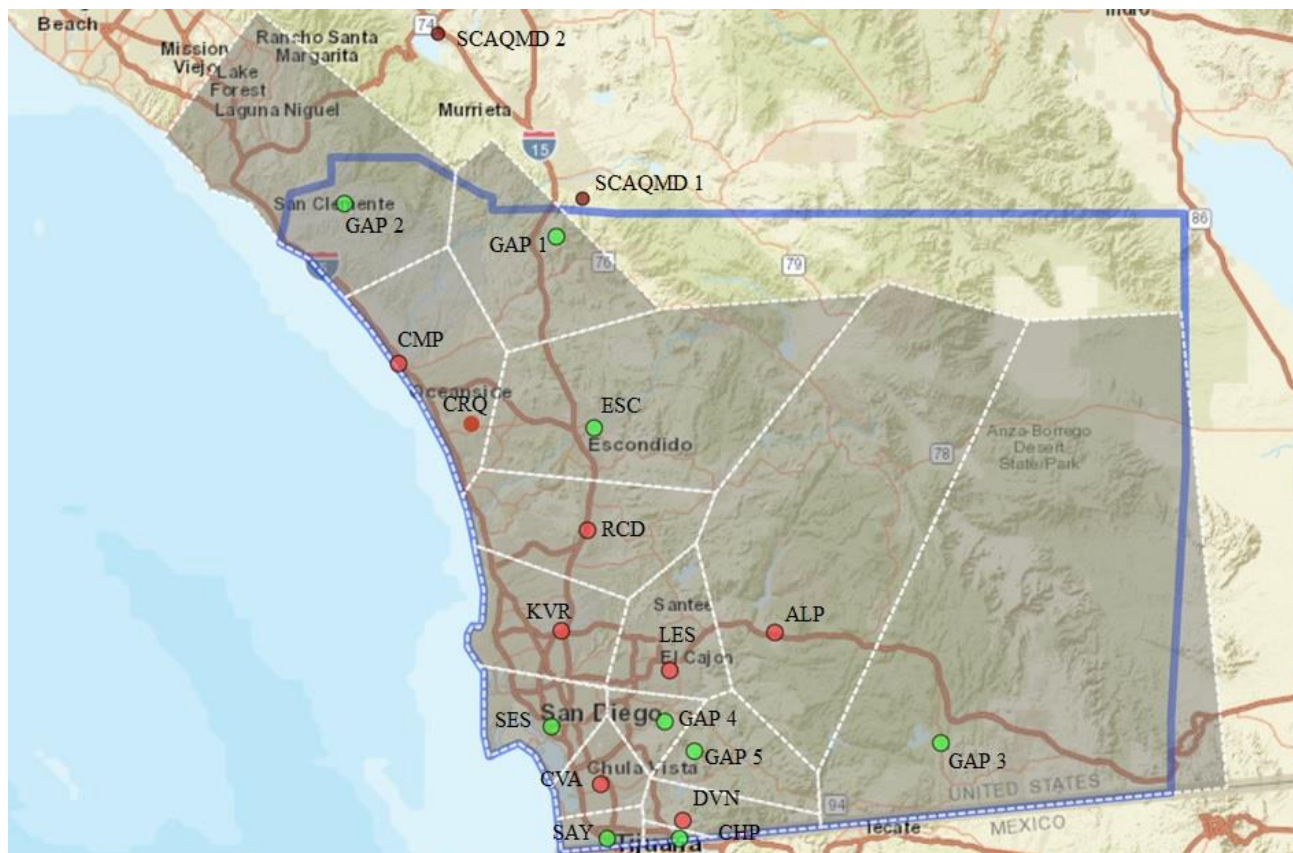 Beach
74
SCAQMD 2
Mission
Viejo
Rancho Santa
Margarita
Lake
Forest
Laguna Niguel
Murrieta
15
SCAQMD 1
San Clemente
GAP 2
GAP 1
76
79
86
CMP
Oceanside
CRQ
ESC
Escondido
78
Anza-Borrego
Desert
State/Park
RCD
KVR
Santee
LES
ALP
El Cajon
SES
San Diego
GAP 4
GAP 5
GAP 3
CVA
Chula Vista
UNITED STATES
DVN
94
MEXICO
SAY
Tijuana
CHP
Tecate